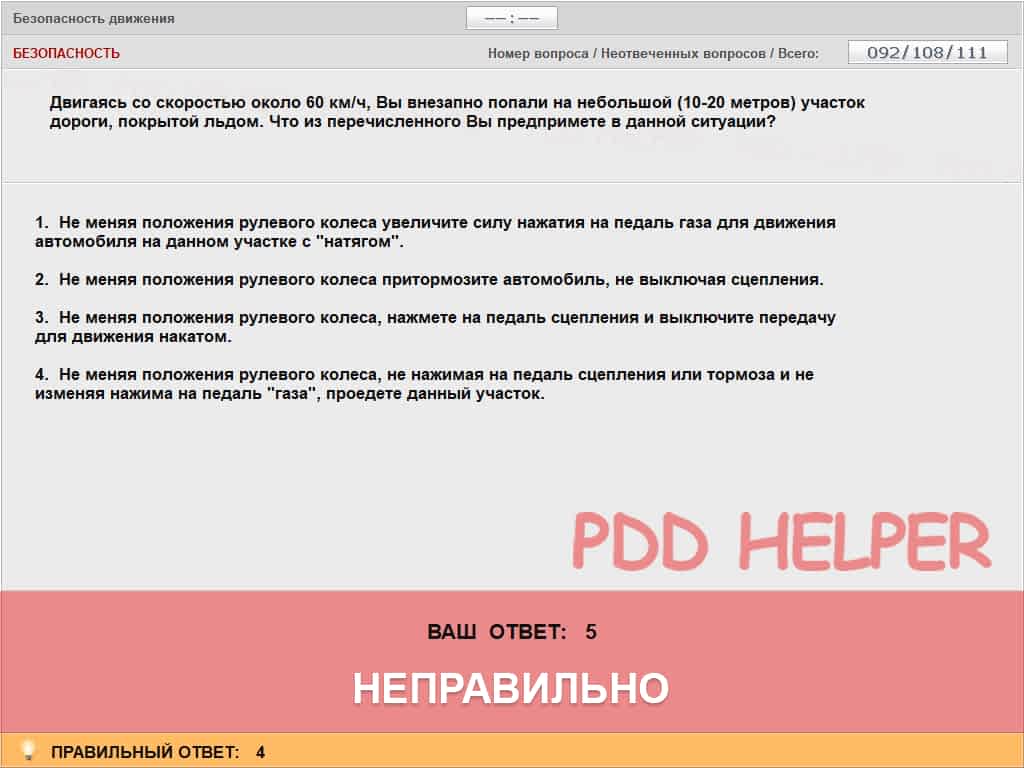 Безопасность движения
—— : ——
БЕЗОПАСНОСТЬ
Номер вопроса / Неотвеченных вопросов / Всего:
092/108/111
Двигаясь со скоростью около 60 км/ч, Вы внезапно попали на небольшой (10-20 метров) участок
дороги, покрытой льдом. Что из перечисленного Вы предпримете в данной ситуации?
1. Не меняя положения рулевого колеса увеличите силу нажатия на педаль газа для движения
автомобиля на данном участке с "натягом".
2. Не меняя положения рулевого колеса притормозите автомобиль, не выключая сцепления.
3. Не меняя положения рулевого колеса, нажмете на педаль сцепления и выключите передачу
для движения накатом.
4. Не меняя положения рулевого колеса, не нажимая на педаль сцепления или тормоза и не
изменяя нажима на педаль "газа", проедете данный участок.
PDD HELPER
ВАШ ОТВЕТ: 5
НЕПРАВИЛЬНО
ПРАВИЛЬНЫЙ ОТВЕТ: 4